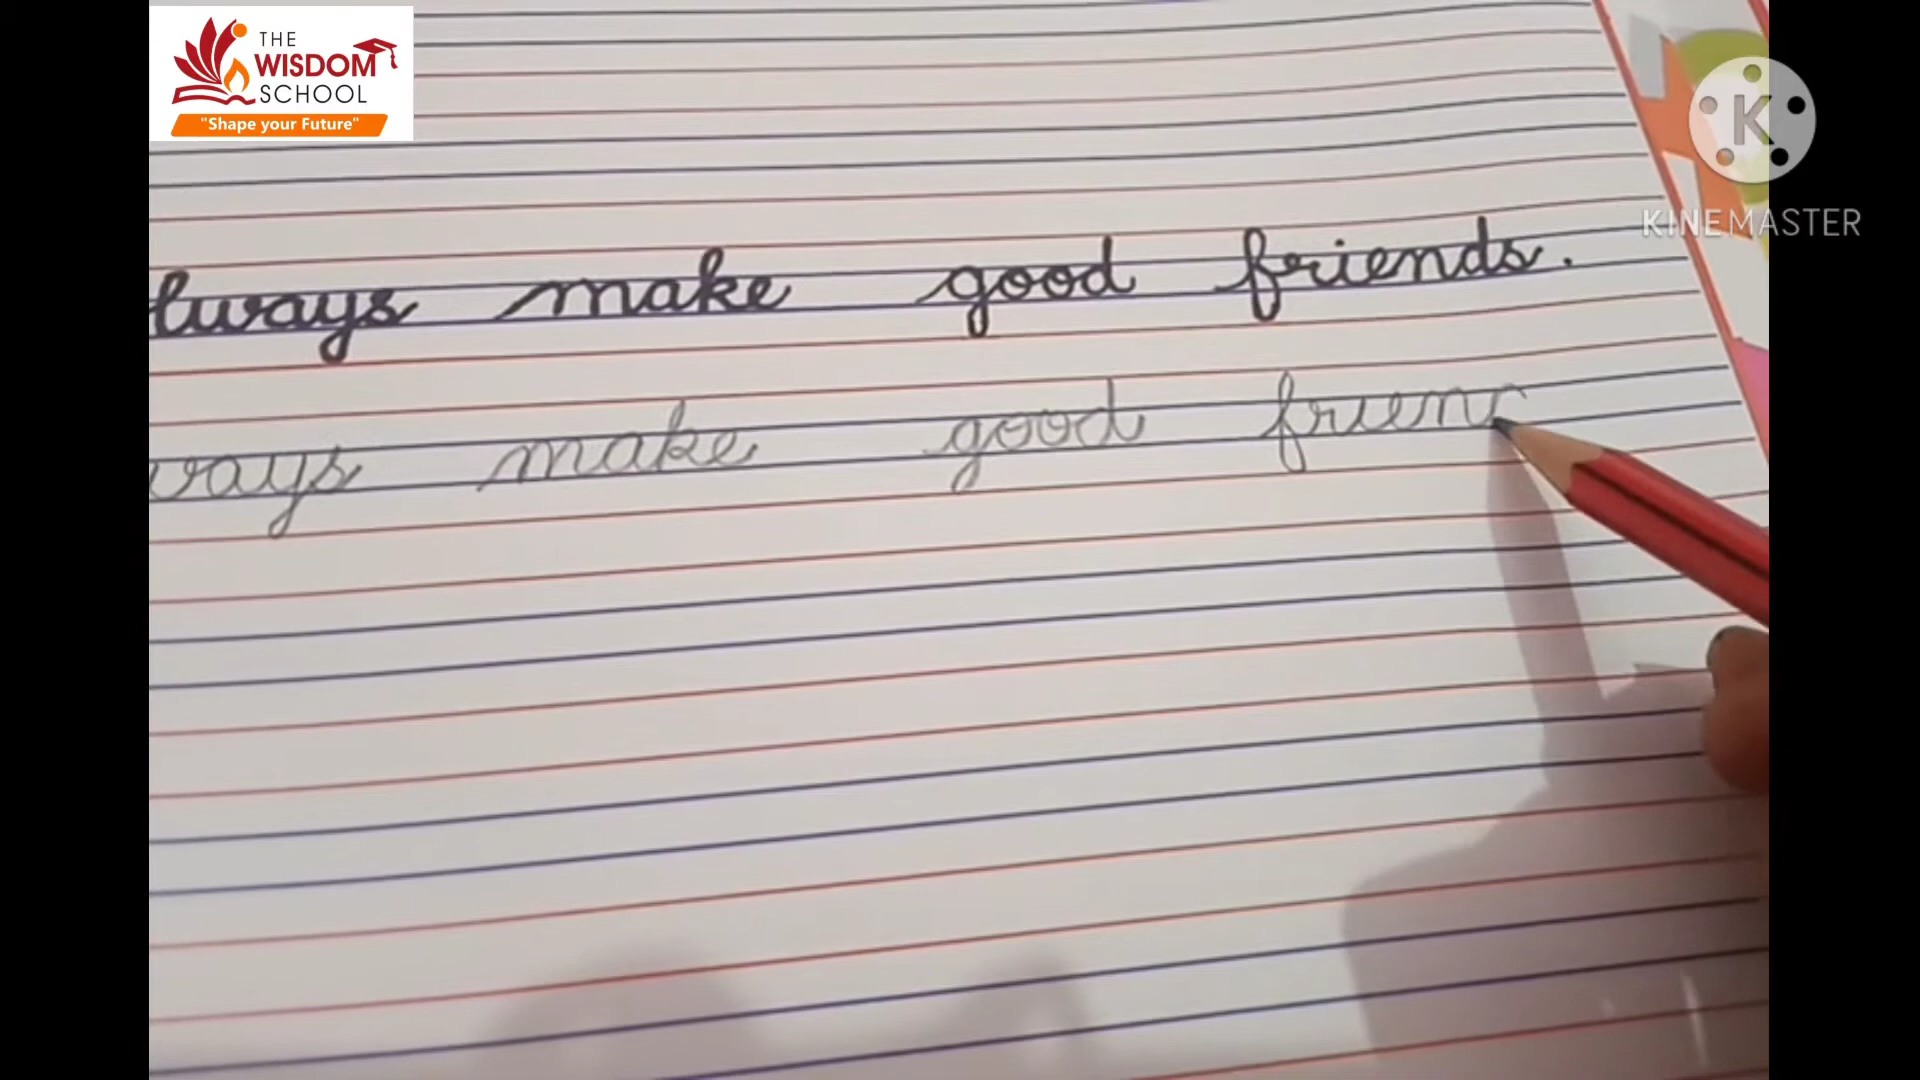 THE
WISDOM
SCHOOL
"Shape your Future"
K
KINEMASTER
lways make good friends.
ways make good frien